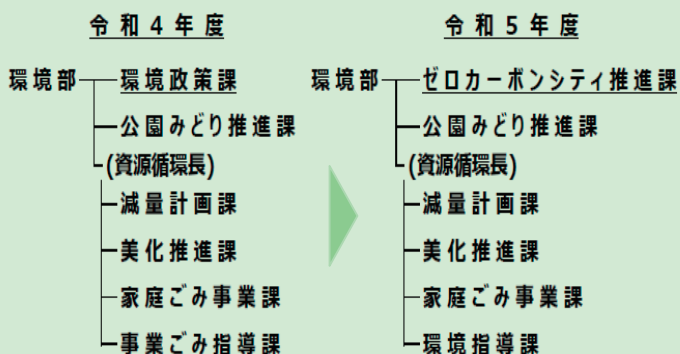 令和4年度
環境部 環境政策課
公園みどり推進課
(資源循環長)
減量計画課
美化推進課
家庭ごみ事業課
事業ごみ指導課
令和5年度
環境部 ゼロカーボンシティ推進課
公園みどり推進課
(資源循環長)
減量計画課
美化推進課
家庭ごみ事業課
環境指導課